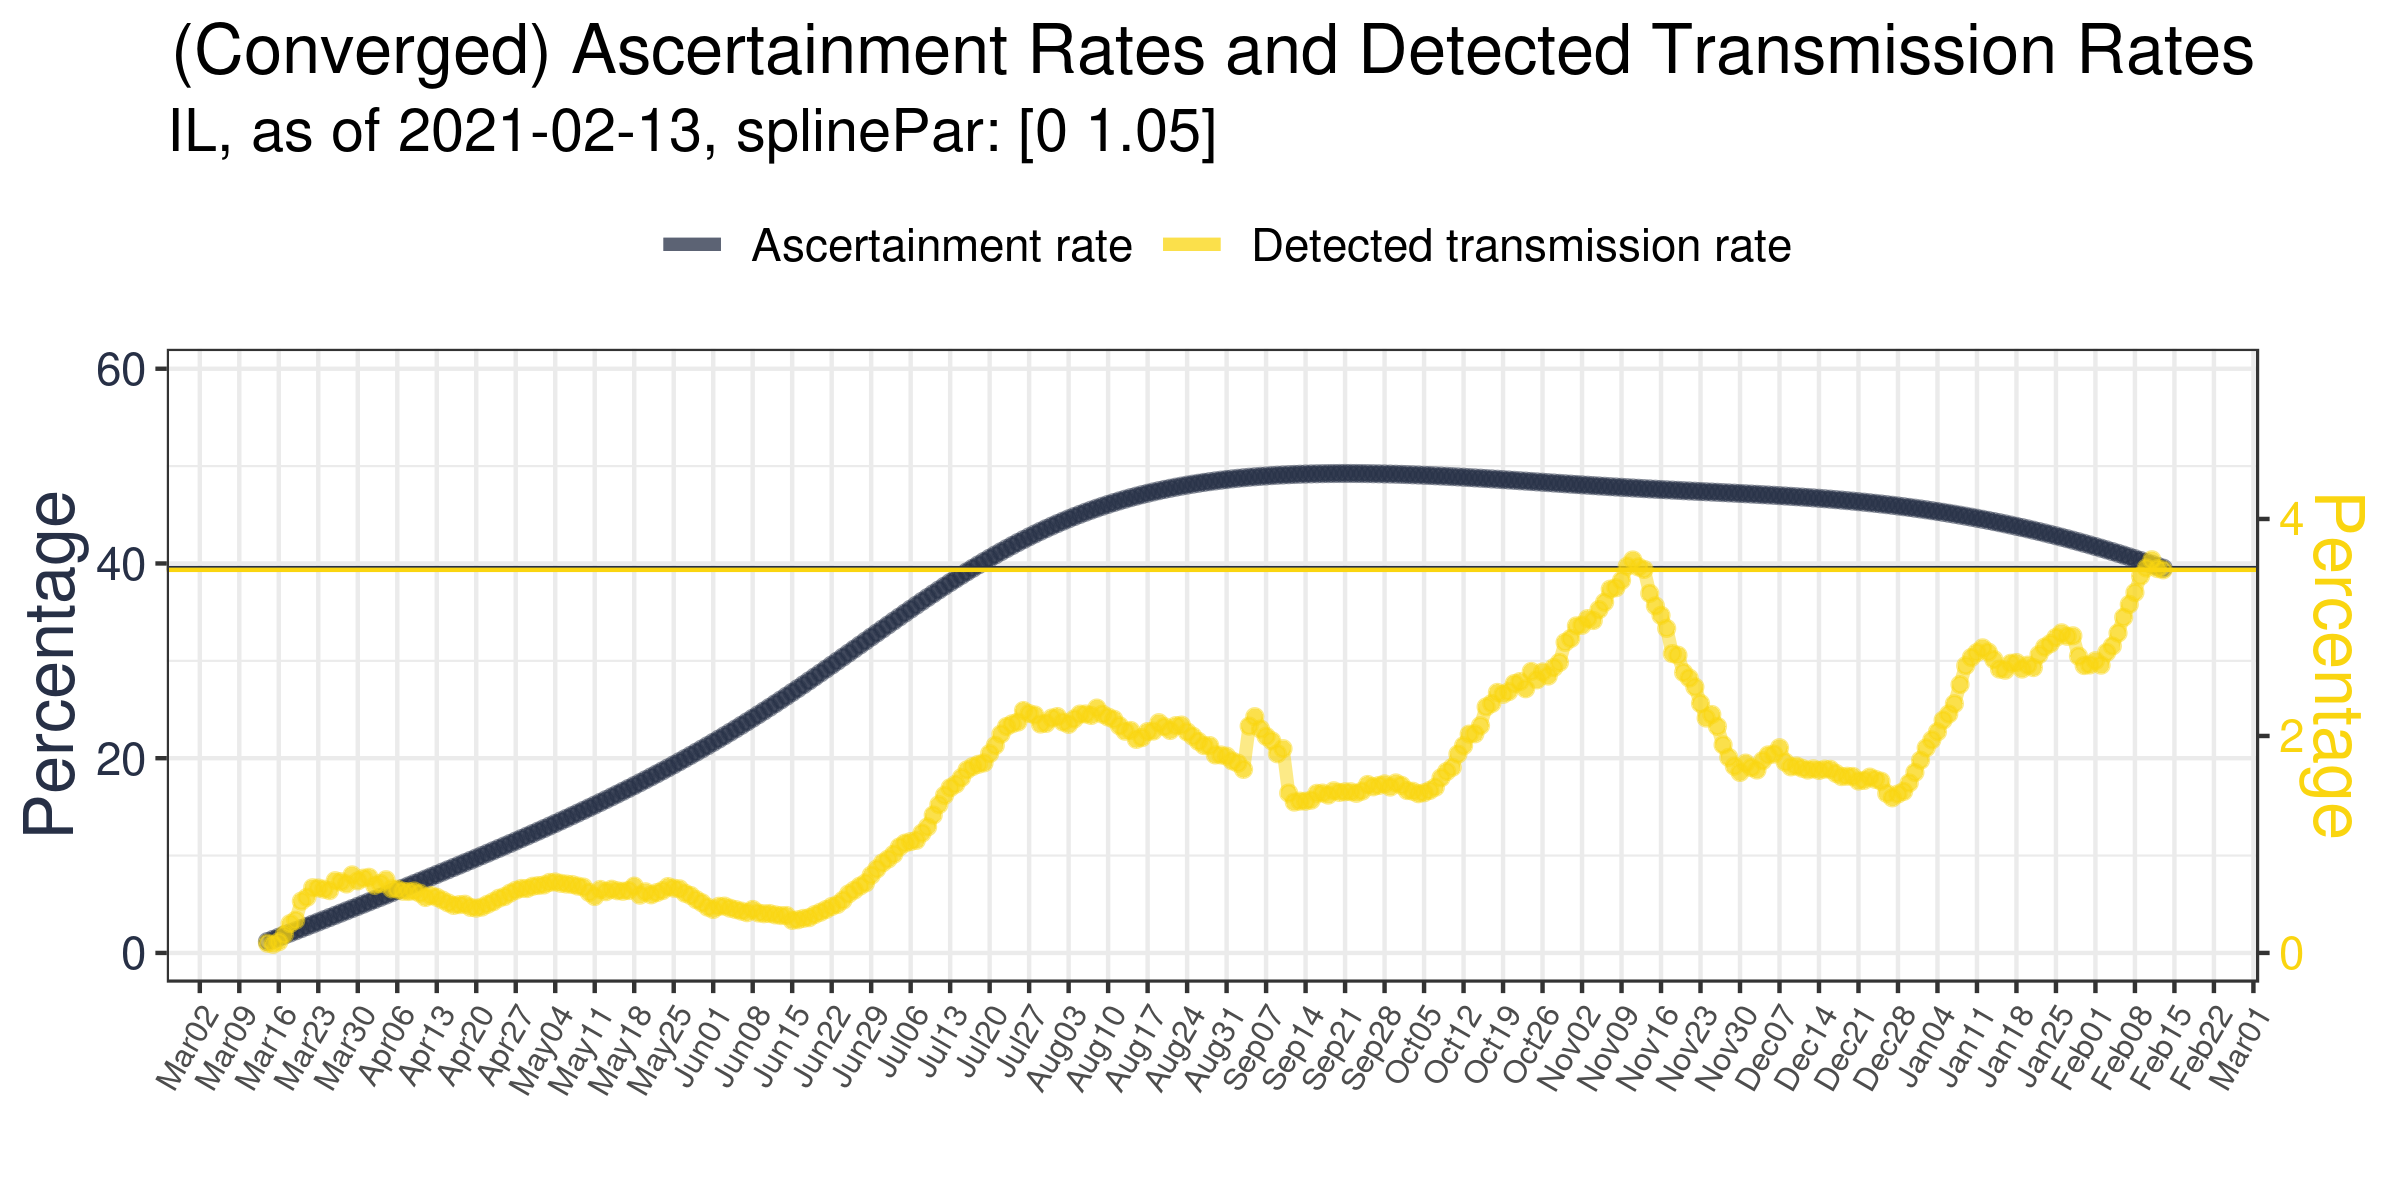 (Converged) Ascertainment Rates and Detected Transmission Rates
IL, as of 2021-02-13, splinePar: [0 1.05]
Ascertainment rate
Detected transmission rate
Percentage
60
40
20
0
4
2
0
Percentage
Mar02
Mar09
Mar16
Mar23
Mar30
Apr06
Apr13
Apr20
Apr27
May04
May11
May18
May25
Jun01
Jun08
Jun15
Jun22
Jun29
Jul06
Jul13
Jul20
Jul27
Aug03
Aug10
Aug17
Aug24
Aug31
Sep07
Sep14
Sep21
Sep28
Oct05
Oct12
Oct19
Oct26
Nov02
Nov09
Nov16
Nov23
Nov30
Dec07
Dec14
Dec21
Dec28
Jan04
Jan11
Jan18
Jan25
Feb01
Feb08
Feb15
Feb22
Mar01